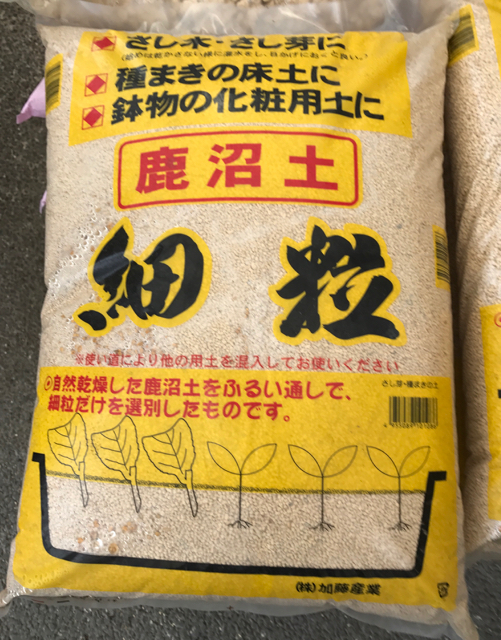 さし木・さし芽に
種まきの床土に
鉢物の化粧用土に
鹿沼土
細粒
※使い道により他の用土を混入してお使いください
◉自然乾燥した鹿沼土をふるい通しで、
細粒だけを選別したものです。
さし芽・種まきの土
(株)加藤産業